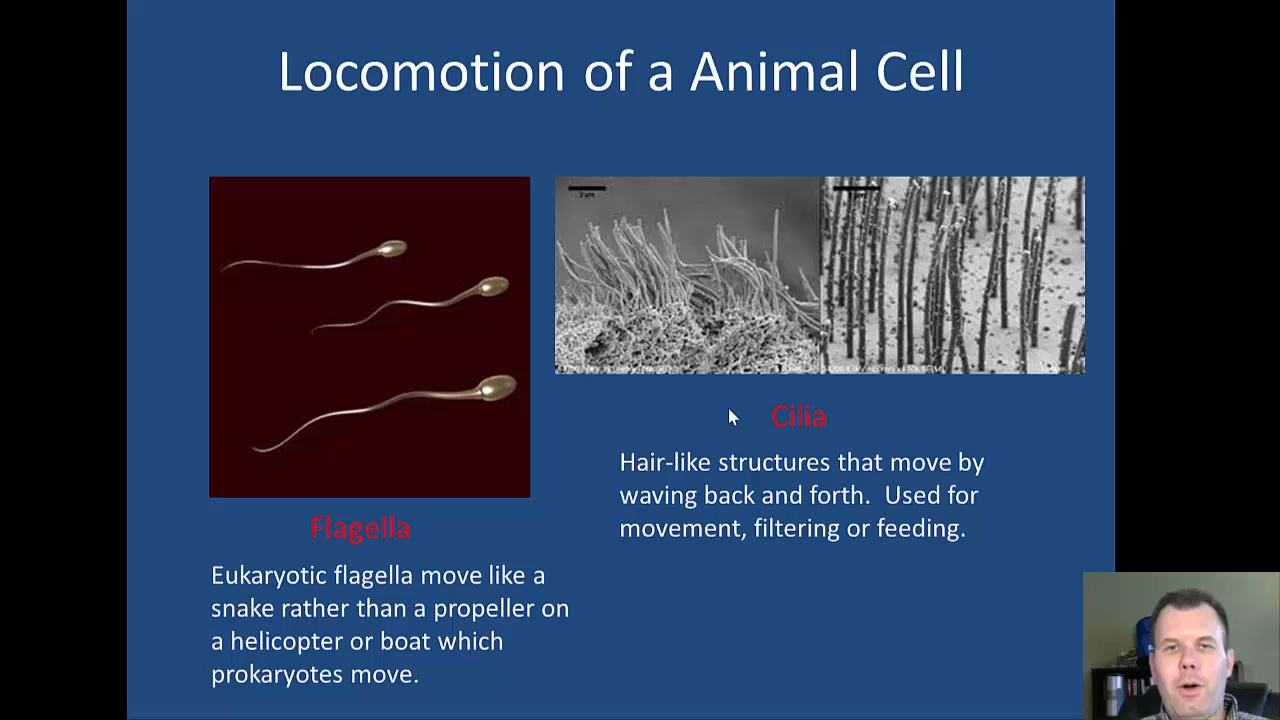 Locomotion of a Animal Cell
Flagella
Eukaryotic flagella move like a
snake rather than a propeller on
a helicopter or boat which
prokaryotes move.
Cilia
Hair-like structures that move by
waving back and forth.  Used for
movement, filtering or feeding.